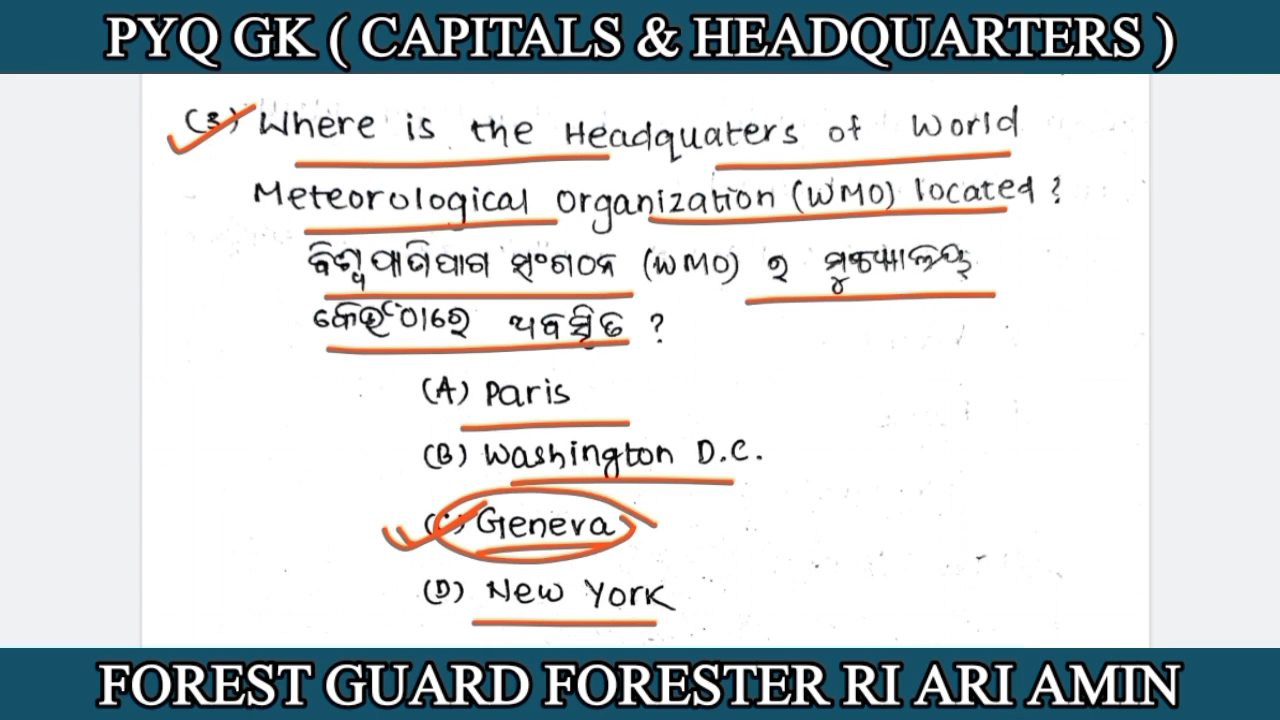 PYQ GK ( CAPITALS & HEADQUARTERS )
(3) Where is the Headquaters of World
Meteorological Organization (WMO) located ?
ବିଶ୍ୱ ପାଣିପାଗ ସଂଗଠନ (WMO) ର ମୁଖ୍ୟାଳୟ
କେଉଁଠାରେ ଅବସ୍ଥିତ ?
(A) Paris
(B) Washington D.C.
(C) Geneva
(D) New York
FOREST GUARD FORESTER RI ARI AMIN